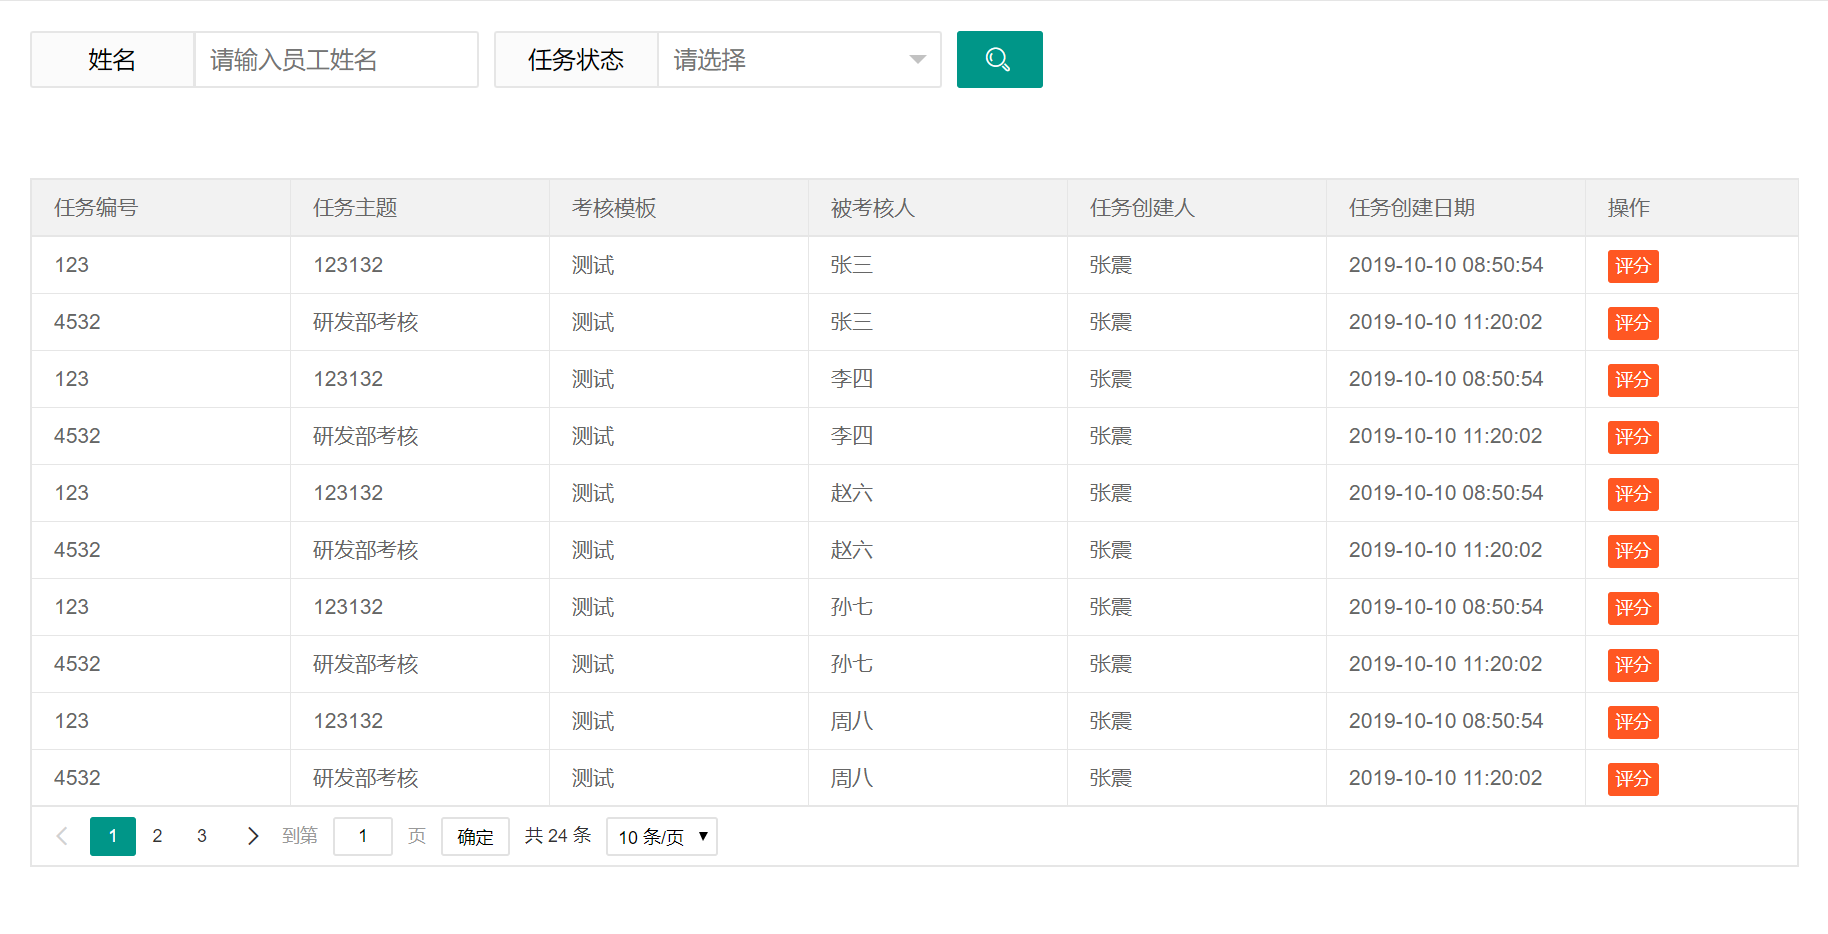 姓名 请输入员工姓名 任务状态 请选择
任务编号 任务主题 考核模板 被考核人 任务创建人 任务创建日期 操作
123 123132 测试 张三 张震 2019-10-10 08:50:54 评分
4532 研发部考核 测试 张三 张震 2019-10-10 11:20:02 评分
123 123132 测试 李四 张震 2019-10-10 08:50:54 评分
4532 研发部考核 测试 李四 张震 2019-10-10 11:20:02 评分
123 123132 测试 赵六 张震 2019-10-10 08:50:54 评分
4532 研发部考核 测试 赵六 张震 2019-10-10 11:20:02 评分
123 123132 测试 孙七 张震 2019-10-10 08:50:54 评分
4532 研发部考核 测试 孙七 张震 2019-10-10 11:20:02 评分
123 123132 测试 周八 张震 2019-10-10 08:50:54 评分
4532 研发部考核 测试 周八 张震 2019-10-10 11:20:02 评分
1 2 3 到第 1 页 确定 共 24 条 10 条/页